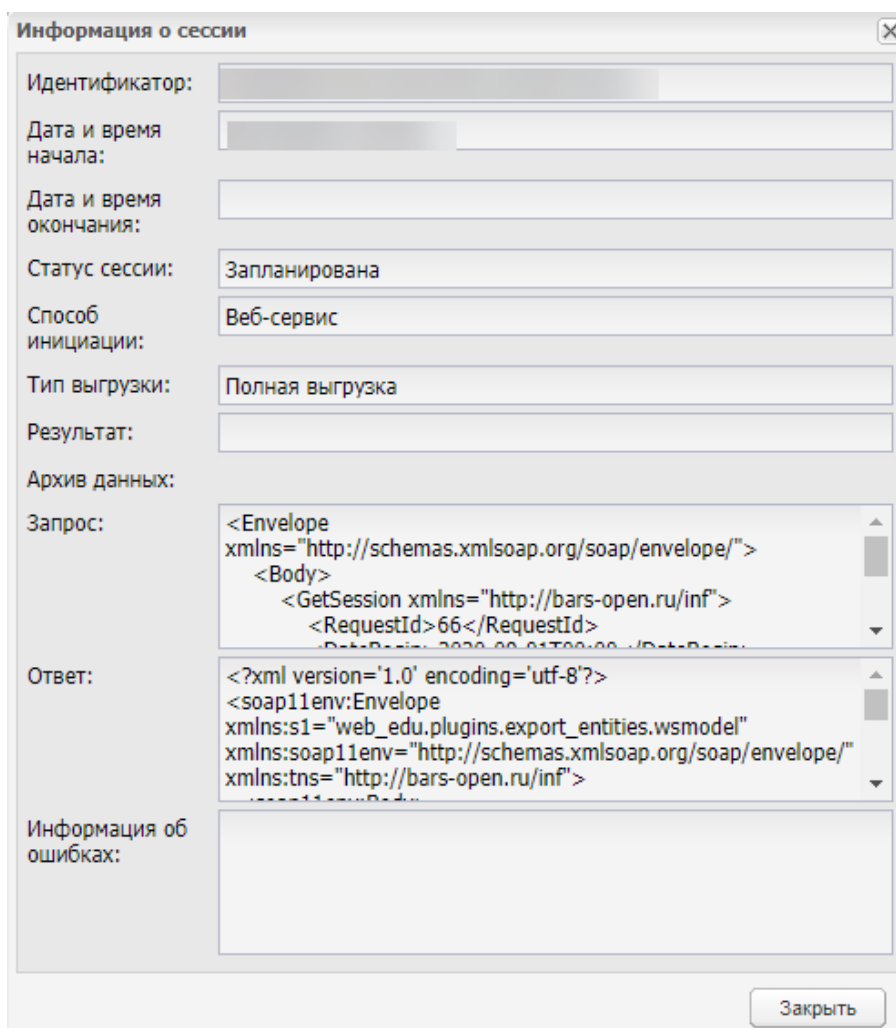 Информация о сессии
Идентификатор:
Дата и время
начала:
Дата и время
окончания:
Статус сессии:
Запланирована
Способ
инициации:
Веб-сервис
Тип выгрузки:
Полная выгрузка
Результат:
Архив данных:
Запрос:
<Envelope
xmlns="http://schemas.xmlsoap.org/soap/envelope/">
<Body>
<GetSession xmlns="http://bars-open.ru/inf">
<RequestId>66</RequestId>
Ответ:
<?xml version='1.0' encoding='utf-8'?>
<soap11env:Envelope
xmlns:s1="web_edu.plugins.export_entities.wsmodel"
xmlns:soap11env="http://schemas.xmlsoap.org/soap/envelope/"
xmlns:tns="http://bars-open.ru/inf">
Информация об
ошибках:
Закрыть